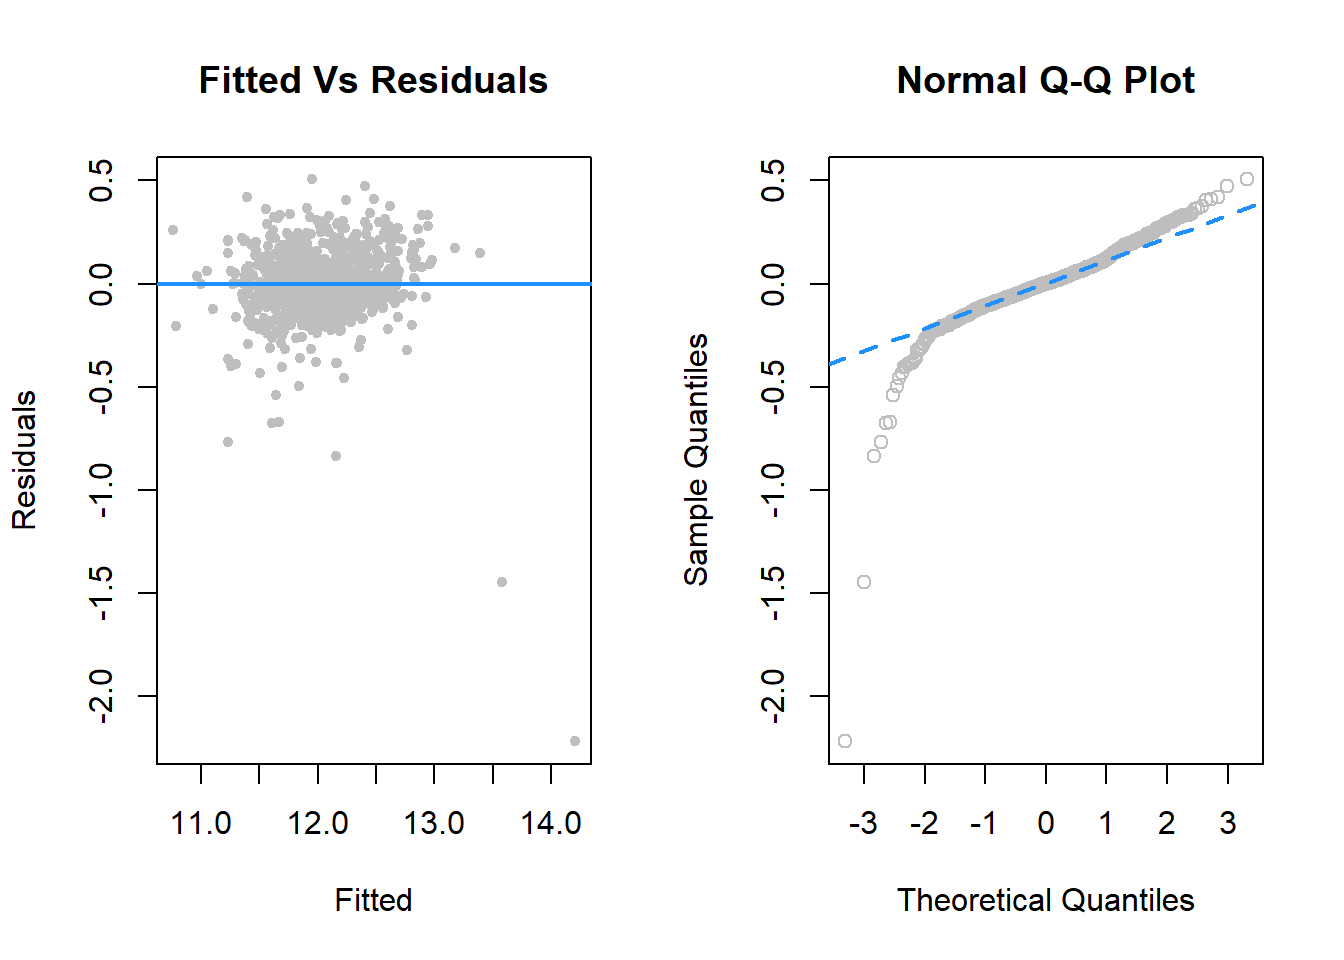 Fitted Vs Residuals
Residuals
0.5
0.0
-0.5
-1.0
-1.5
-2.0
11.0 12.0 13.0 14.0
Fitted
Normal Q-Q Plot
Sample Quantiles
0.5
0.0
-0.5
-1.0
-1.5
-2.0
-3 -2 -1 0 1 2 3
Theoretical Quantiles